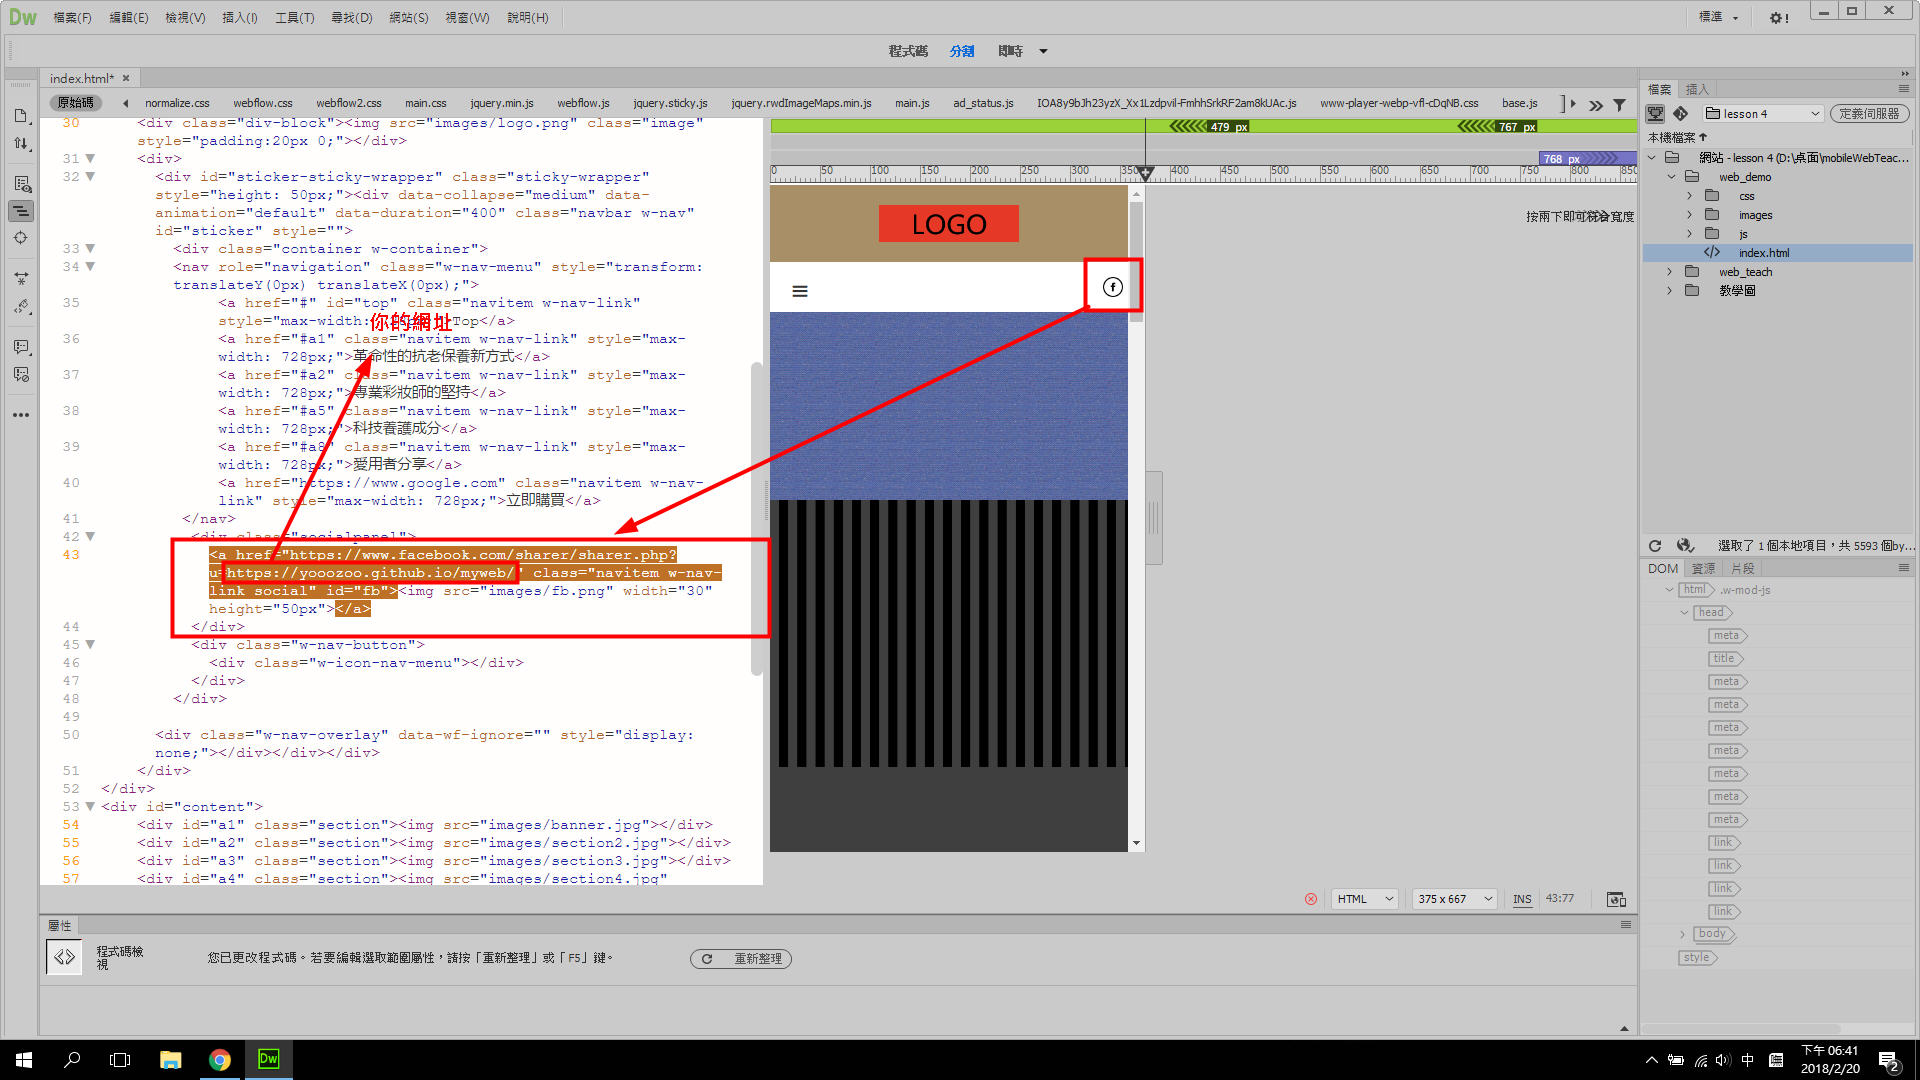 Dw 檔案(F) 編輯(E) 檢視(V) 插入(I) 工具(T) 尋找(D) 網站(S) 視窗(W) 說明(H) 標準
程式碼 分割 即時
index.html* ×
原始碼 normalize.css webflow.css webflow2.css main.css jquery.min.js webflow.js jquery.sticky.js jquery.rwdImageMaps.min.js main.js ad_status.js IOA8y9bJh23yzX_Xx1Lzdpvil-FmhhSrkRF2am8kUAc.js www-player-webp-vfl-cDqNB.css base.js
30 <div class="div-block"><img src="images/logo.png" class="image"
style="padding:20px 0;"></div>
31 <div>
32 <div id="sticker-sticky-wrapper" class="sticky-wrapper"
style="height: 50px;"><div data-collapse="medium" data-
animation="default" data-duration="400" class="navbar w-nav"
id="sticker" style="">
33 <div class="container w-container">
34 <nav role="navigation" class="w-nav-menu" style="transform:
translateY(0px) translateX(0px);">
35 <a href="#" id="top" class="navitem w-nav-link"
style="max-width: Top</a>
你的網址
36 <a href="#a1" class="navitem w-nav-link" style="max-
width: 728px;">革命性的抗老保養新方式</a>
37 <a href="#a2" class="navitem w-nav-link" style="max-
width: 728px;">專業彩妝師的堅持</a>
38 <a href="#a5" class="navitem w-nav-link" style="max-
width: 728px;">科技養護成分</a>
39 <a href="#a8" class="navitem w-nav-link" style="max-
width: 728px;">愛用者分享</a>
40 <a href="https://www.google.com" class="navitem w-nav-
link" style="max-width: 728px;">立即購買</a>
41 </nav>
42 <div class="socialpanel">
43 <a href="https://www.facebook.com/sharer/sharer.php?
u=https://yooozoo.github.io/myweb/" class="navitem w-nav-
link social" id="fb"><img src="images/fb.png" width="30"
height="50px"></a>
44 </div>
45 <div class="w-nav-button">
46 <div class="w-icon-nav-menu"></div>
47 </div>
48 </div>
49
50 <div class="w-nav-overlay" data-wf-ignore="" style="display:
none;"></div></div></div>
51 </div>
52 </div>
53 <div id="content">
54 <div id="a1" class="section"><img src="images/banner.jpg"></div>
55 <div id="a2" class="section"><img src="images/section2.jpg"></div>
56 <div id="a3" class="section"><img src="images/section3.jpg"></div>
57 <div id="a4" class="section"><img src="images/section4.jpg"
479 px 767 px
768 px
0 50 100 150 200 250 300 350 400 450 500 550 600 650 700 750 800 850
LOGO
按兩下即可符合寬度
HTML 375 x 667 INS 43:77
屬性
程式碼檢
視
您已更改程式碼。若要編輯選取範圍屬性，請按「重新整理」或「F5」鍵。
重新整理
檔案 插入
lesson 4 定義伺服器
本機檔案
網站 - lesson 4 (D:\桌面\mobileWebTeac...
web_demo
css
images
js
index.html
web_teach
教學圖
選取了 1 個本地項目，共 5593 個by...
DOM 資源 片段
html .w-mod-js
head
meta
title
meta
meta
meta
meta
meta
meta
meta
link
link
link
link
body
style
Dw 中 下午 06:41
2018/2/20 2